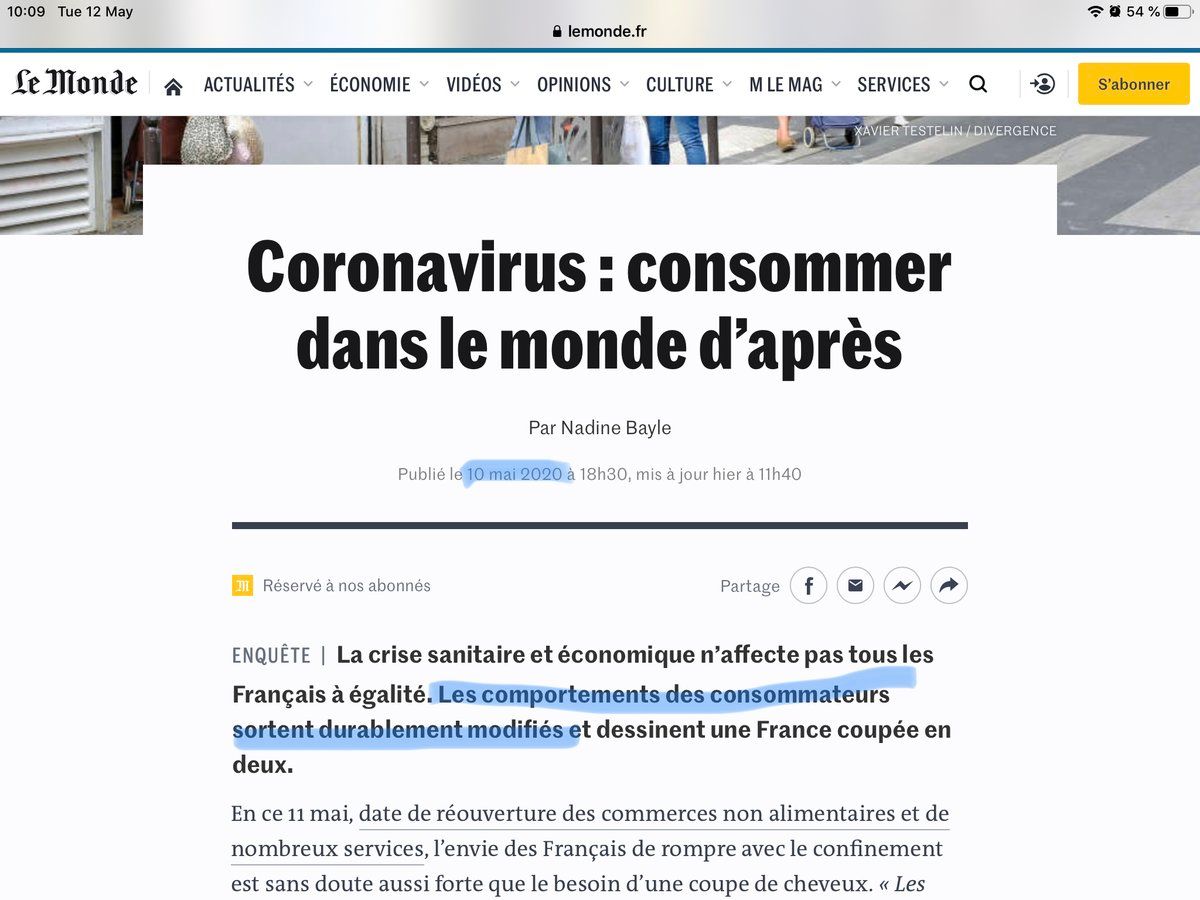 10:09 Tue 12 May
54 %
lemonde.fr
Le Monde ACTUALITÉS ÉCONOMIE VIDÉOS OPINIONS CULTURE M LE MAG SERVICES S'abonner
XAVIER TESTELIN / DIVERGENCE
Coronavirus : consommer
dans le monde d'après
Par Nadine Bayle
Publié le 10 mai 2020 à 18h30, mis à jour hier à 11h40
M Réservé à nos abonnés
Partage
ENQUÊTE | La crise sanitaire et économique n'affecte pas tous les
Français à égalité. Les comportements des consommateurs
sortent durablement modifiés et dessinent une France coupée en
deux.
En ce 11 mai, date de réouverture des commerces non alimentaires et de
nombreux services, l'envie des Français de rompre avec le confinement
est sans doute aussi forte que le besoin d'une coupe de cheveux. « Les